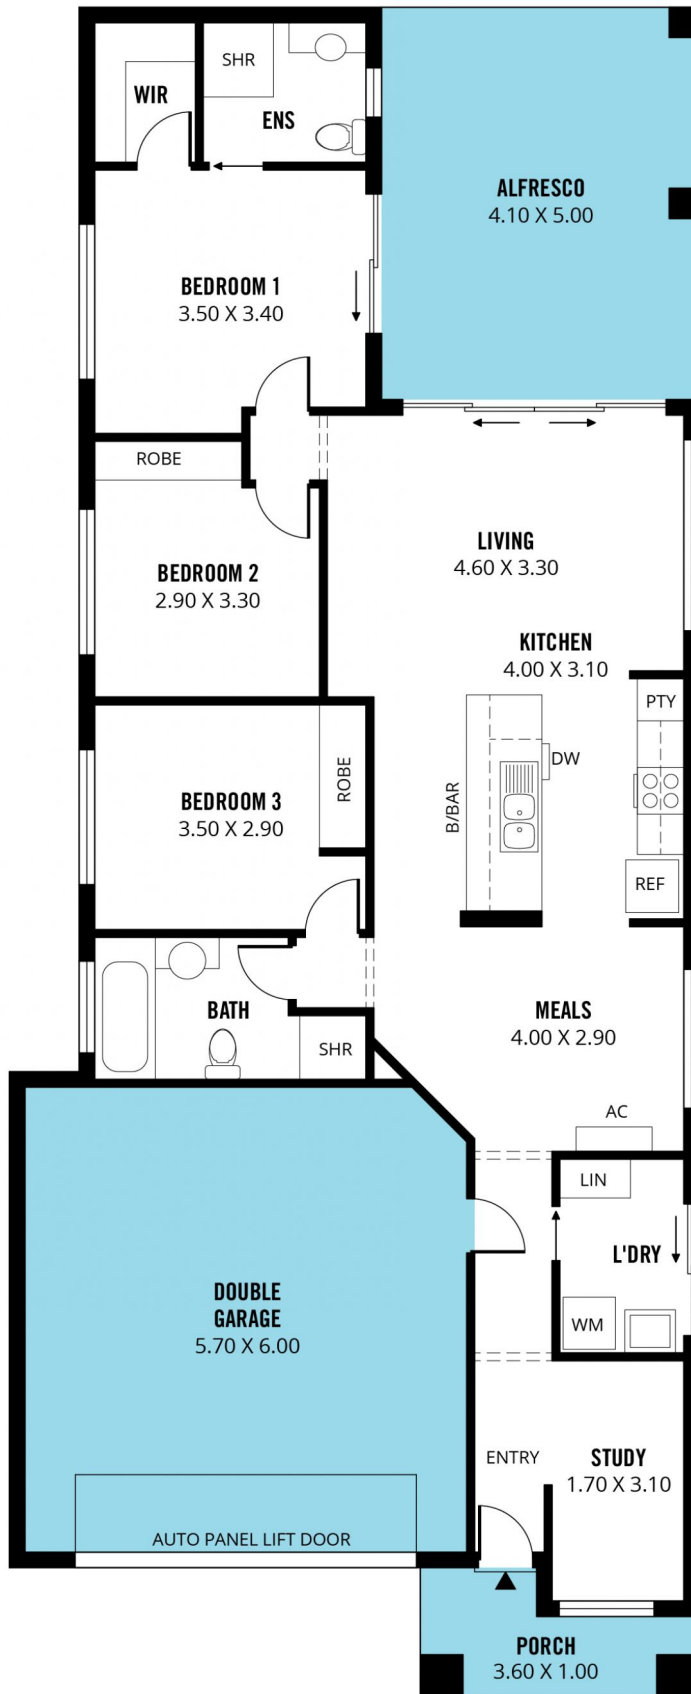 SHR
WIR
ENS
ALFRESCO
4.10 X 5.00
BEDROOM 1
3.50 X 3.40
ROBE
LIVING
4.60 X 3.30
BEDROOM 2
2.90 X 3.30
KITCHEN
4.00 X 3.10
PTY
DW
ROBE
B/BAR
BEDROOM 3
3.50 X 2.90
REF
BATH
MEALS
4.00 X 2.90
SHR
AC
LIN
L'DRY
DOUBLE
GARAGE
5.70 X 6.00
WM
ENTRY
STUDY
1.70 X 3.10
AUTO PANEL LIFT DOOR
PORCH
3.60 X 1.00